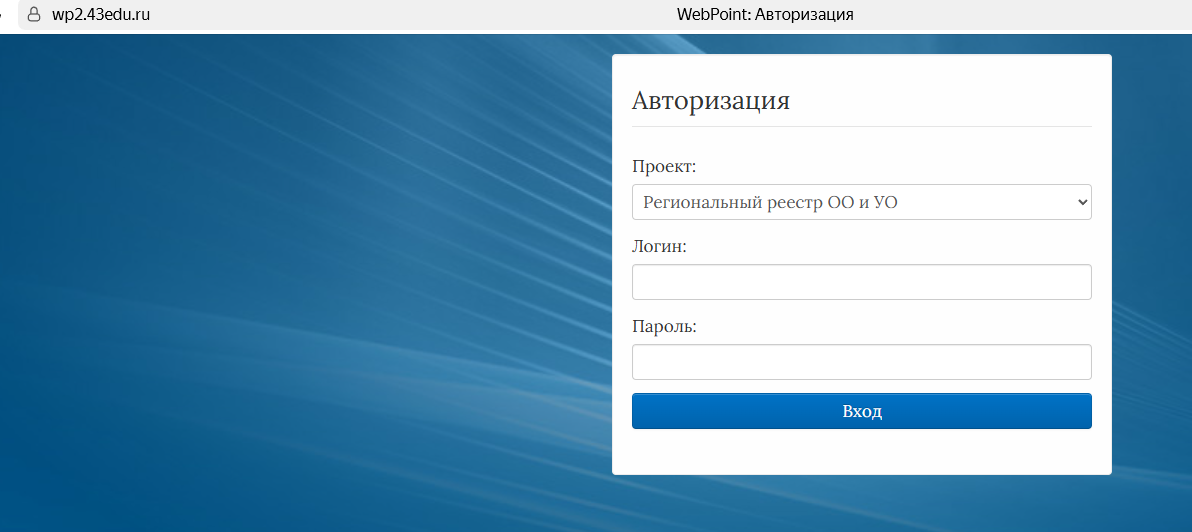 wp2.43edu.ru WebPoint: Авторизация
Авторизация
Проект:
Региональный реестр ОО и УО
Логин:
Пароль:
Вход